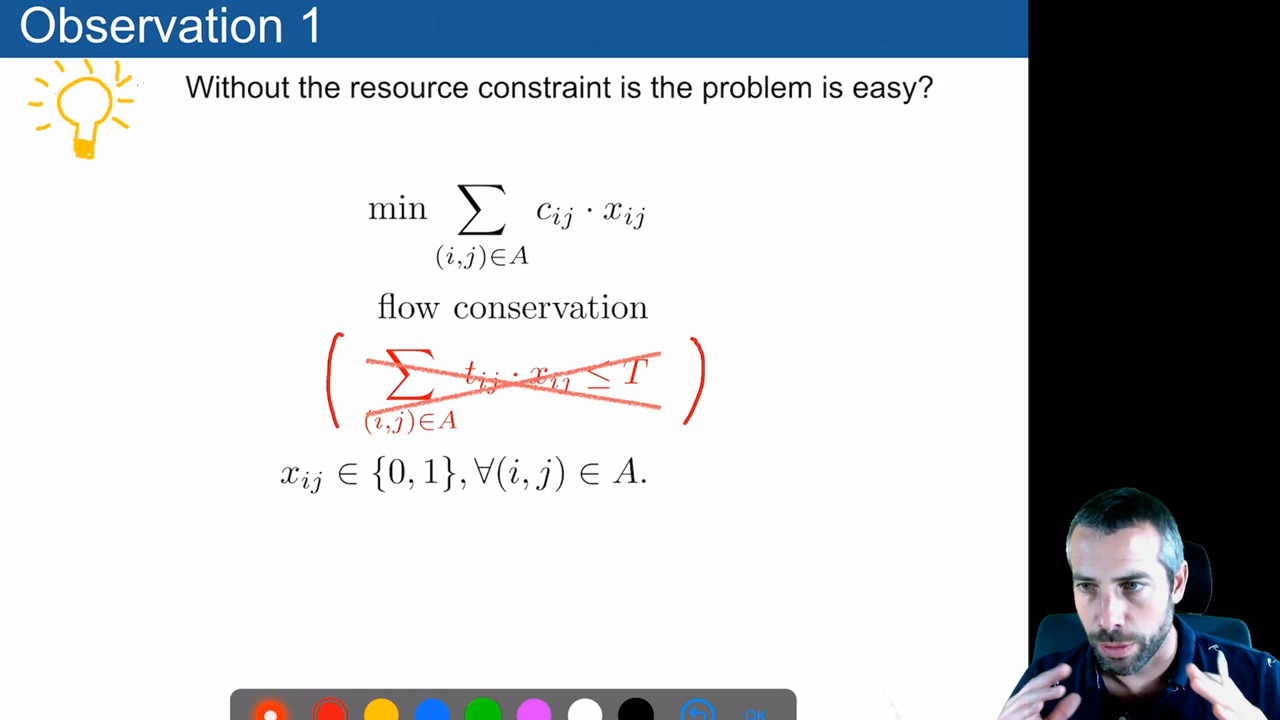 Observation 1
Without the resource constraint is the problem is easy?
min ∑ c_{ij} · x_{ij}
(i,j)∈A
flow conservation
( ∑ t_{ij} · x_{ij} ≤ T )
(i,j)∈A
x_{ij} ∈ {0, 1}, ∀(i, j) ∈ A.
OK